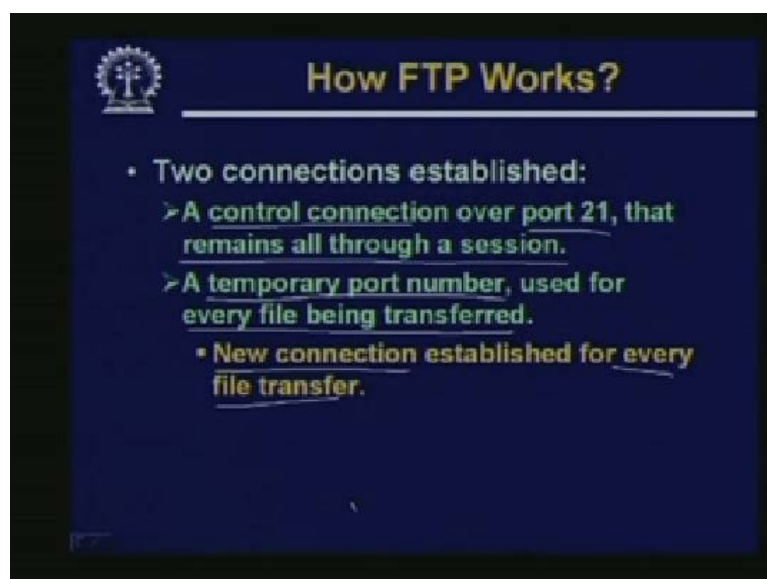 How FTP Works?
• Two connections established:
➢A control connection over port 21, that
remains all through a session.
➢A temporary port number, used for
every file being transferred.
▪ New connection established for every
file transfer.